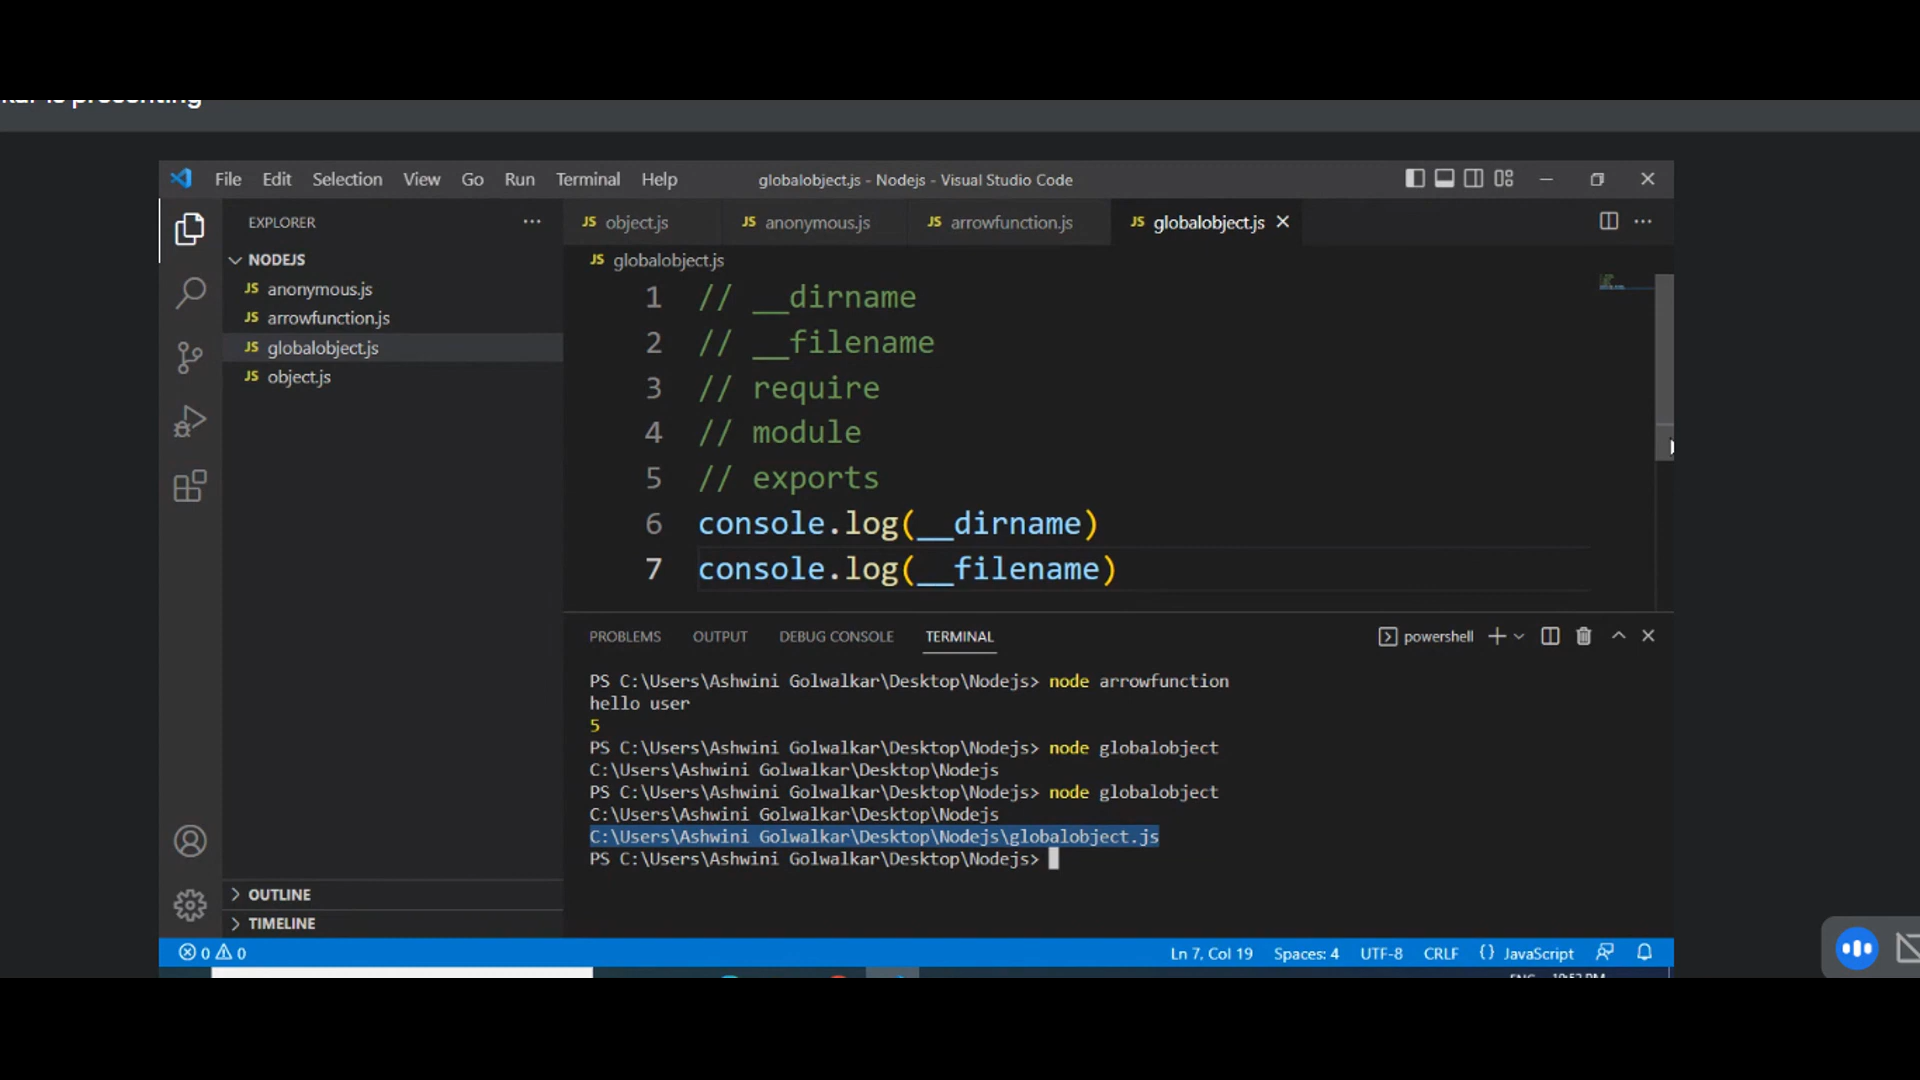 is presenting
File Edit Selection View Go Run Terminal Help globalobject.js - Nodejs - Visual Studio Code
EXPLORER ··· JS object.js JS anonymous.js JS arrowfunction.js JS globalobject.js
NODEJS
JS anonymous.js
JS arrowfunction.js
JS globalobject.js
JS object.js
OUTLINE
TIMELINE
JS globalobject.js
1 // __dirname
2 // __filename
3 // require
4 // module
5 // exports
6 console.log(__dirname)
7 console.log(__filename)
PROBLEMS OUTPUT DEBUG CONSOLE TERMINAL powershell
PS C:\Users\Ashwini Golwalkar\Desktop\Nodejs> node arrowfunction
hello user
5
PS C:\Users\Ashwini Golwalkar\Desktop\Nodejs> node globalobject
C:\Users\Ashwini Golwalkar\Desktop\Nodejs
PS C:\Users\Ashwini Golwalkar\Desktop\Nodejs> node globalobject
C:\Users\Ashwini Golwalkar\Desktop\Nodejs
C:\Users\Ashwini Golwalkar\Desktop\Nodejs\globalobject.js
PS C:\Users\Ashwini Golwalkar\Desktop\Nodejs>
0 0 Ln 7, Col 19 Spaces: 4 UTF-8 CRLF {} JavaScript